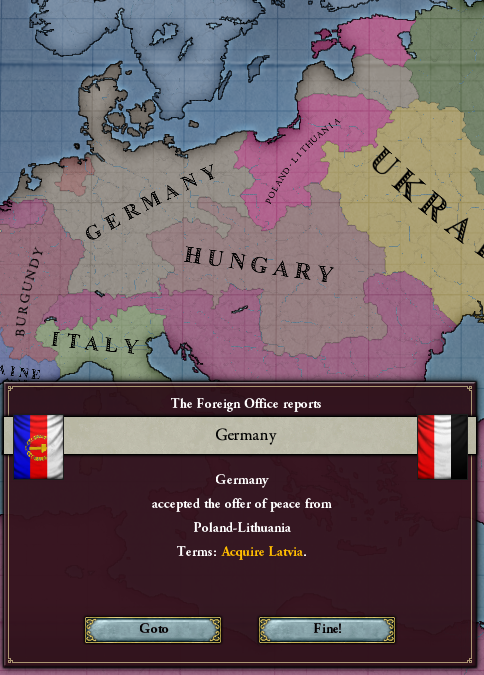 POLAND-LITHUANIA
UKRAI
GERMANY
HUNGARY
BURGUNDY
ITALY
AINE
The Foreign Office reports
Germany
Germany
accepted the offer of peace from
Poland-Lithuania
Terms: Acquire Latvia.
Goto
Fine!